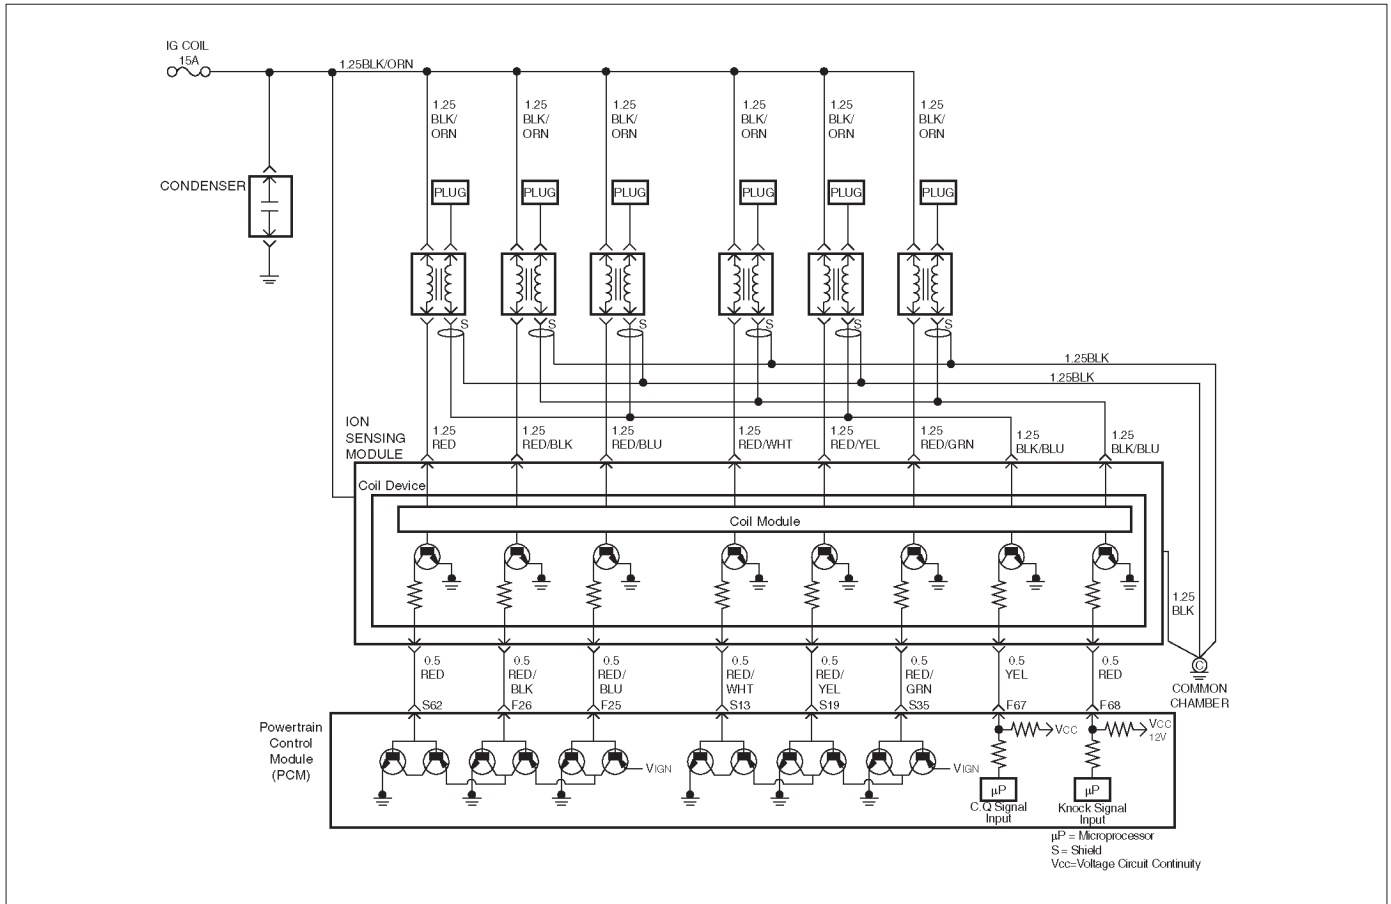 IG COIL
15A
1.25BLK/ORN
1.25 BLK/ ORN
1.25 BLK/ ORN
1.25 BLK/ ORN
1.25 BLK/ ORN
1.25 BLK/ ORN
1.25 BLK/ ORN
CONDENSER
PLUG
PLUG
PLUG
PLUG
PLUG
PLUG
S
S
S
S
S
S
1.25BLK
1.25BLK
ION
SENSING
MODULE
1.25 RED
1.25 RED/BLK
1.25 RED/BLU
1.25 RED/WHT
1.25 RED/YEL
1.25 RED/GRN
1.25 BLK/BLU
1.25 BLK/BLU
Coil Device
Coil Module
1.25
BLK
0.5 RED
0.5 RED/ BLK
0.5 RED/ BLU
0.5 RED/ WHT
0.5 RED/ YEL
0.5 RED/ GRN
0.5 YEL
0.5 RED
C
COMMON
CHAMBER
S62
F26
F25
S13
S19
S35
F67
F68
Powertrain
Control
Module
(PCM)
VIGN
VIGN
VCC
VCC
12V
µP
µP
C.Q Signal
Input
Knock Signal
Input
µP = Microprocessor
S = Shield
Vcc=Voltage Circuit Continuity